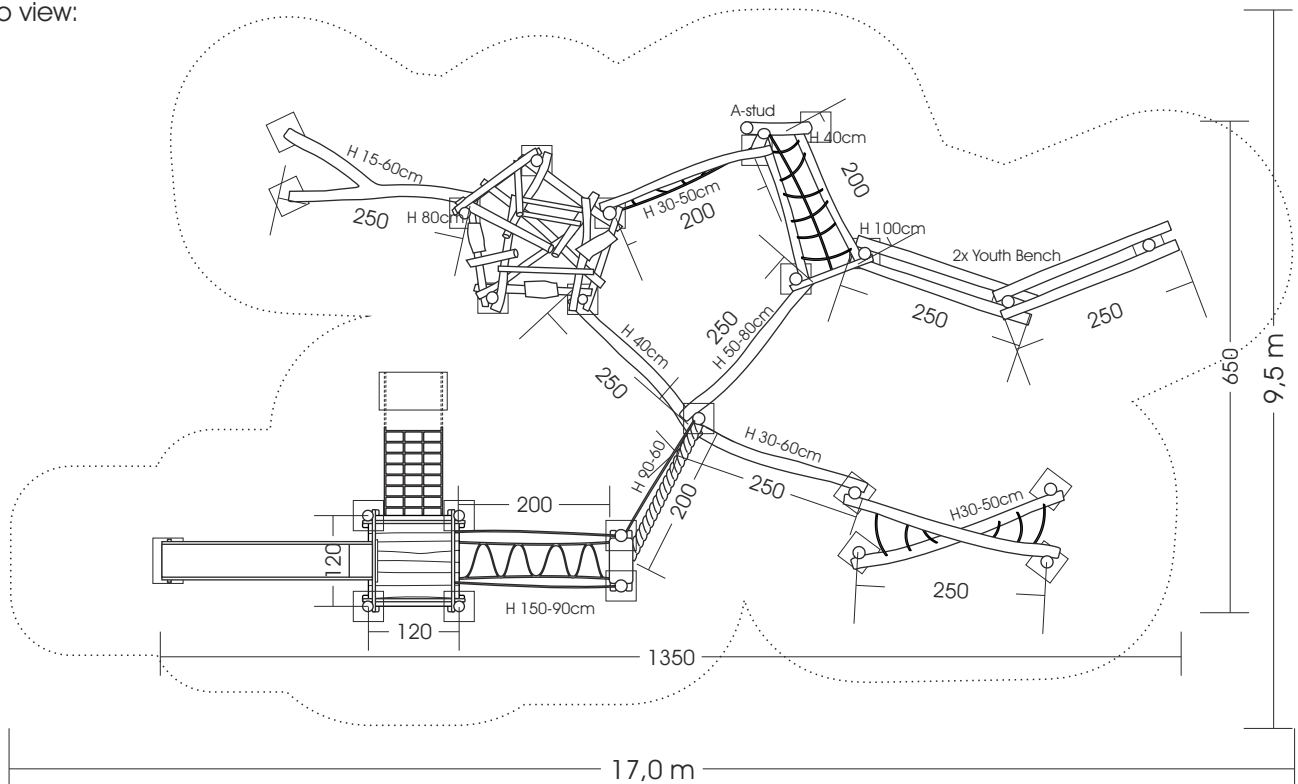 view:
A-stud
H 40cm
H 15-60cm
250
H 80cm
H 30-50cm
200
200
H 100cm
2x Youth Bench
250
250
250
H 50-80cm
H 40cm
250
650
9,5 m
H 90-60
200
H 30-60cm
250
H30-50cm
250
200
120
H 150-90cm
120
1350
17,0 m